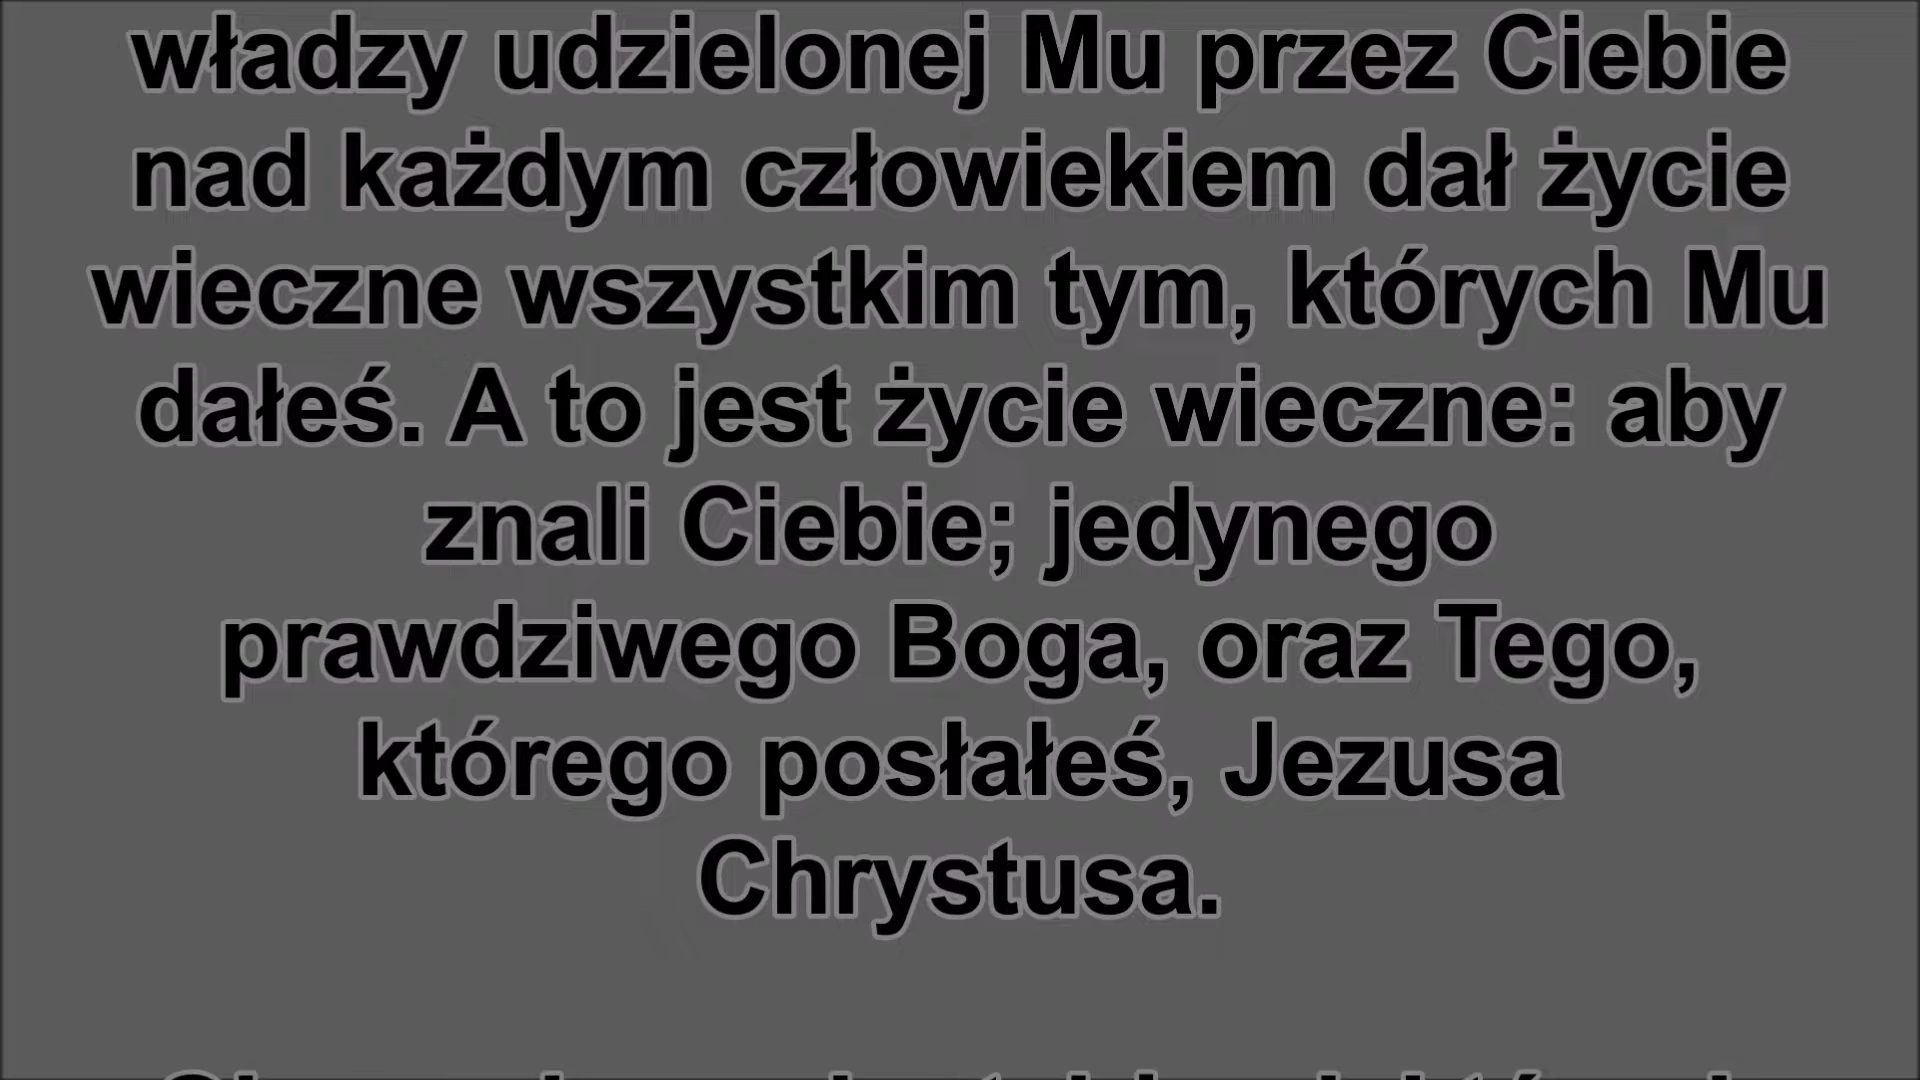 władzy udzielonej Mu przez Ciebie
nad każdym człowiekiem dał życie
wieczne wszystkim tym, których Mu
dałeś. A to jest życie wieczne: aby
znali Ciebie; jedynego
prawdziwego Boga, oraz Tego,
którego posłałeś, Jezusa
Chrystusa.